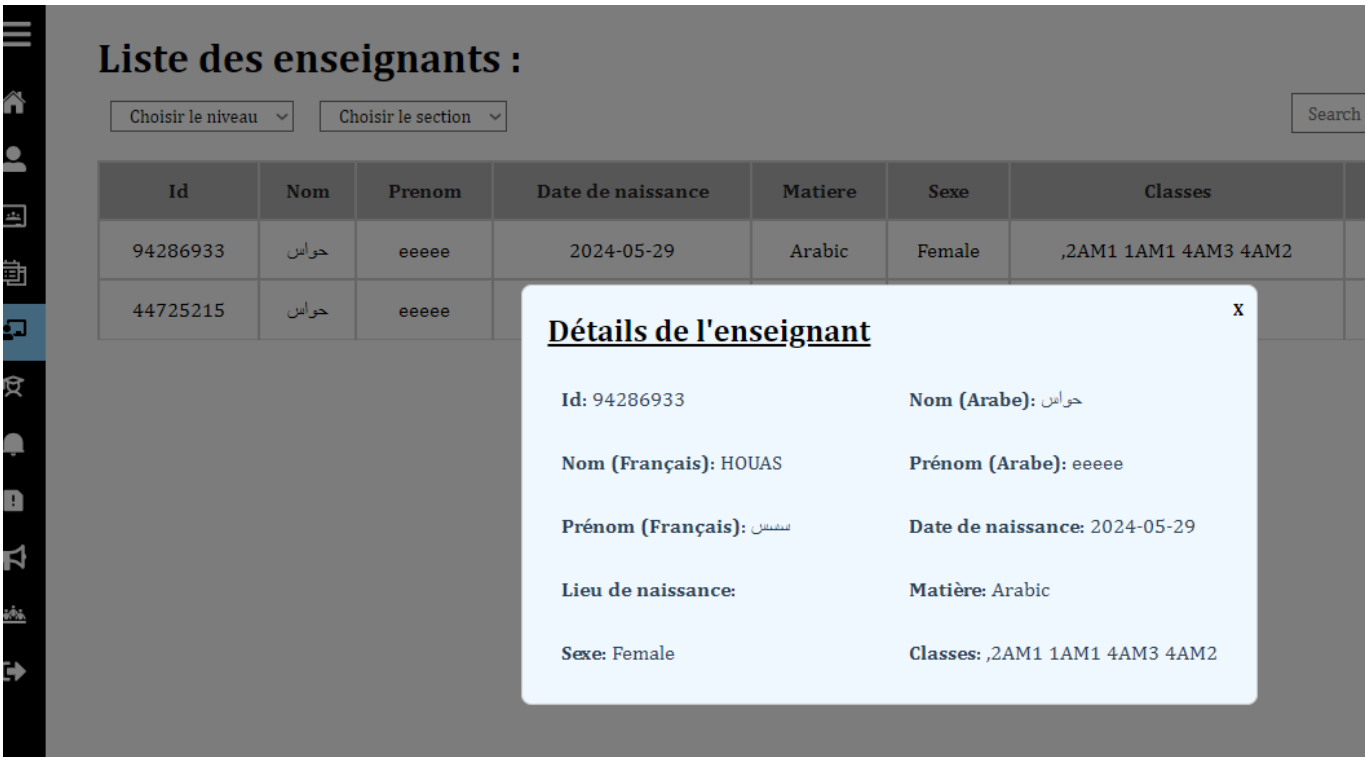 Liste des enseignants :
Choisir le niveau Choisir le section Search
Id Nom Prenom Date de naissance Matiere Sexe Classes
94286933 حواس eeeee 2024-05-29 Arabic Female ,2AM1 1AM1 4AM3 4AM2
44725215 حواس eeeee
x
Détails de l'enseignant
Id: 94286933 Nom (Arabe): حواس
Nom (Français): HOUAS Prénom (Arabe): eeeee
Prénom (Français): سسس Date de naissance: 2024-05-29
Lieu de naissance: Matière: Arabic
Sexe: Female Classes: ,2AM1 1AM1 4AM3 4AM2